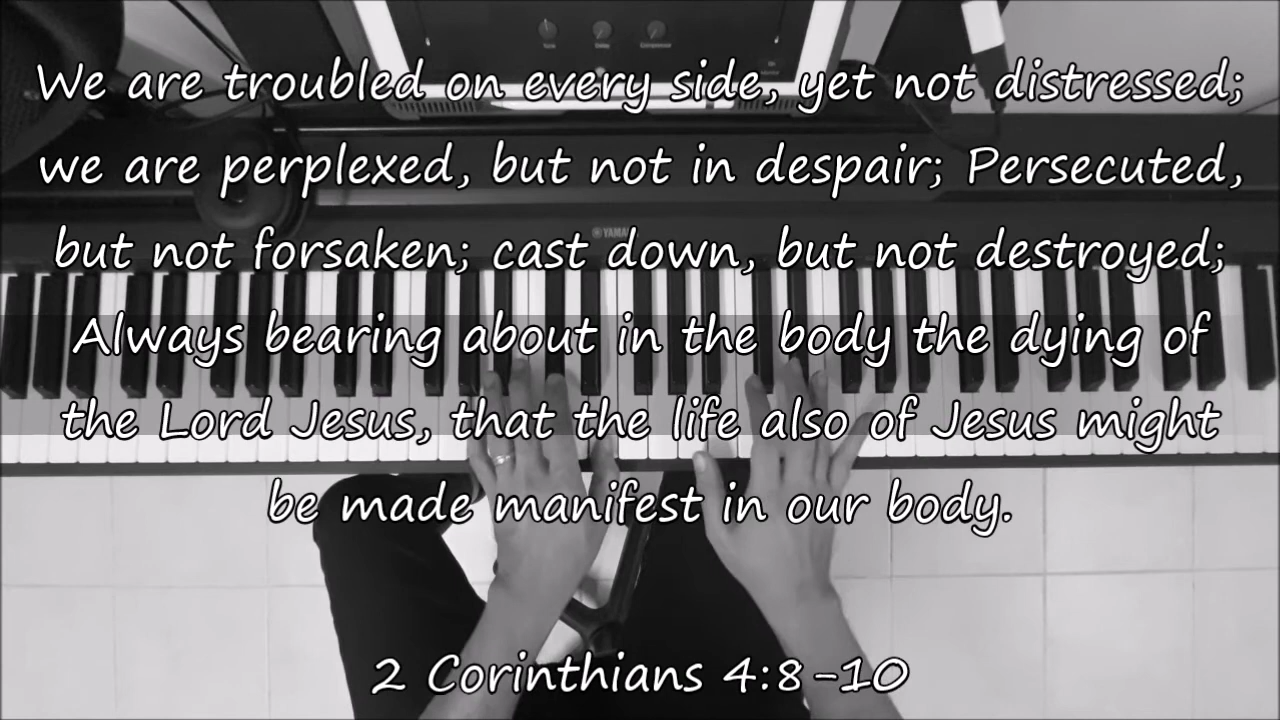 We are troubled on every side, yet not distressed;
we are perplexed, but not in despair; Persecuted,
but not forsaken; cast down, but not destroyed;
Always bearing about in the body the dying of
the Lord Jesus, that the life also of Jesus might
be made manifest in our body.
2 Corinthians 4:8-10